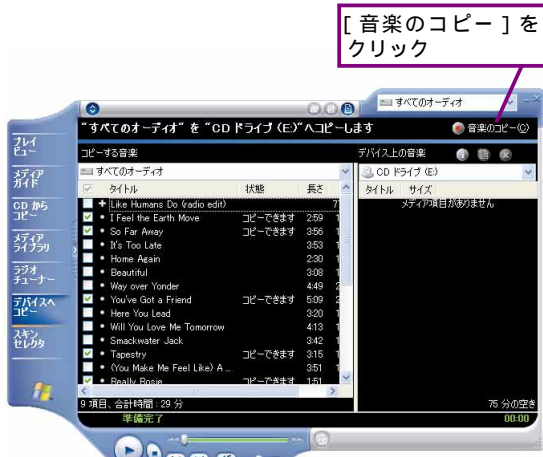 [音楽のコピー]を
クリック
すべてのオーディオ
"すべてのオーディオ" を "CD ドライブ (E:)"へコピーします
音楽のコピー(C)
プレイ
ビュー
メディア
ガイド
CD から
コピー
メディア
ライブラリ
ラジオ
チューナー
デバイスへ
コピー
スキン
セレクタ
コピーする音楽
すべてのオーディオ
タイトル 状態 長さ
Like Humans Do (radio edit)
I Feel the Earth Move コピーできます 2:59
So Far Away コピーできます 3:56
It's Too Late 3:53
Home Again 2:30
Beautiful 3:08
Way over Yonder 4:49
You've Got a Friend コピーできます 5:09
Here You Lead 3:20
Will You Love Me Tomorrow 4:13
Smackwater Jack 3:42
Tapestry コピーできます 3:15
(You Make Me Feel Like) A ... 3:51
Really Rosie コピーできます 1:51
9 項目、合計時間 : 29 分
デバイス上の音楽
CD ドライブ (E:)
タイトル サイズ
メディア項目がありません
75 分の空き
準備完了 00:00